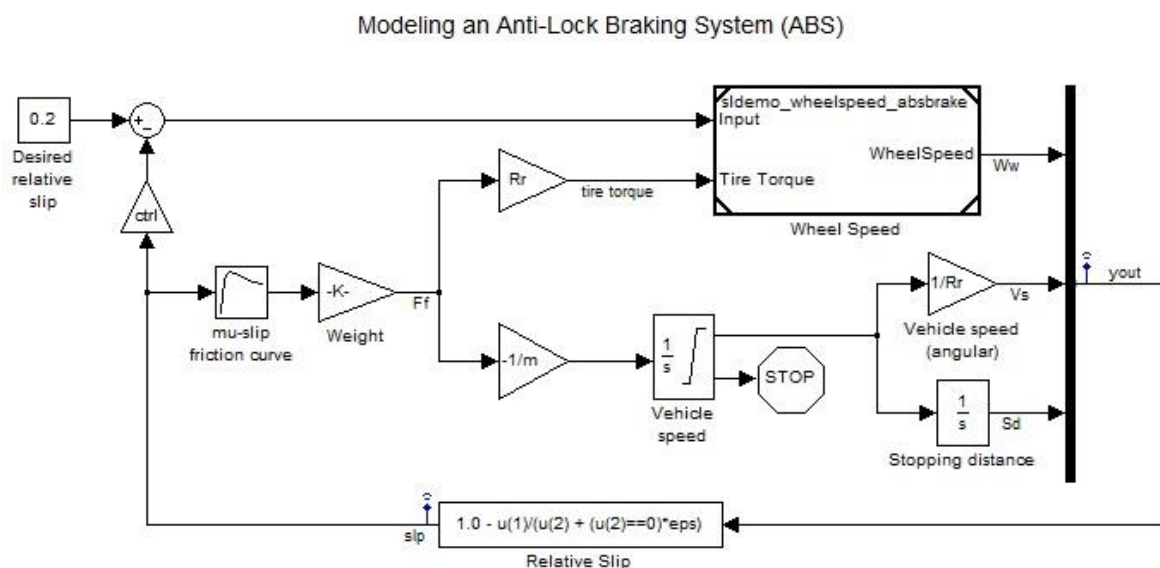 Modeling an Anti-Lock Braking System (ABS)
0.2
Desired
relative
slip
+
-
ctrl
sldemo_wheelspeed_absbrake
Input
WheelSpeed
Tire Torque
Wheel Speed
Ww
Rr
tire torque
mu-slip
friction curve
-K-
Weight
Ff
-1/m
1
s
Vehicle
speed
STOP
1/Rr
Vs
Vehicle speed
(angular)
1
s
Sd
Stopping distance
yout
slp
1.0 - u(1)/(u(2) + (u(2)==0)*eps)
Relative Slip